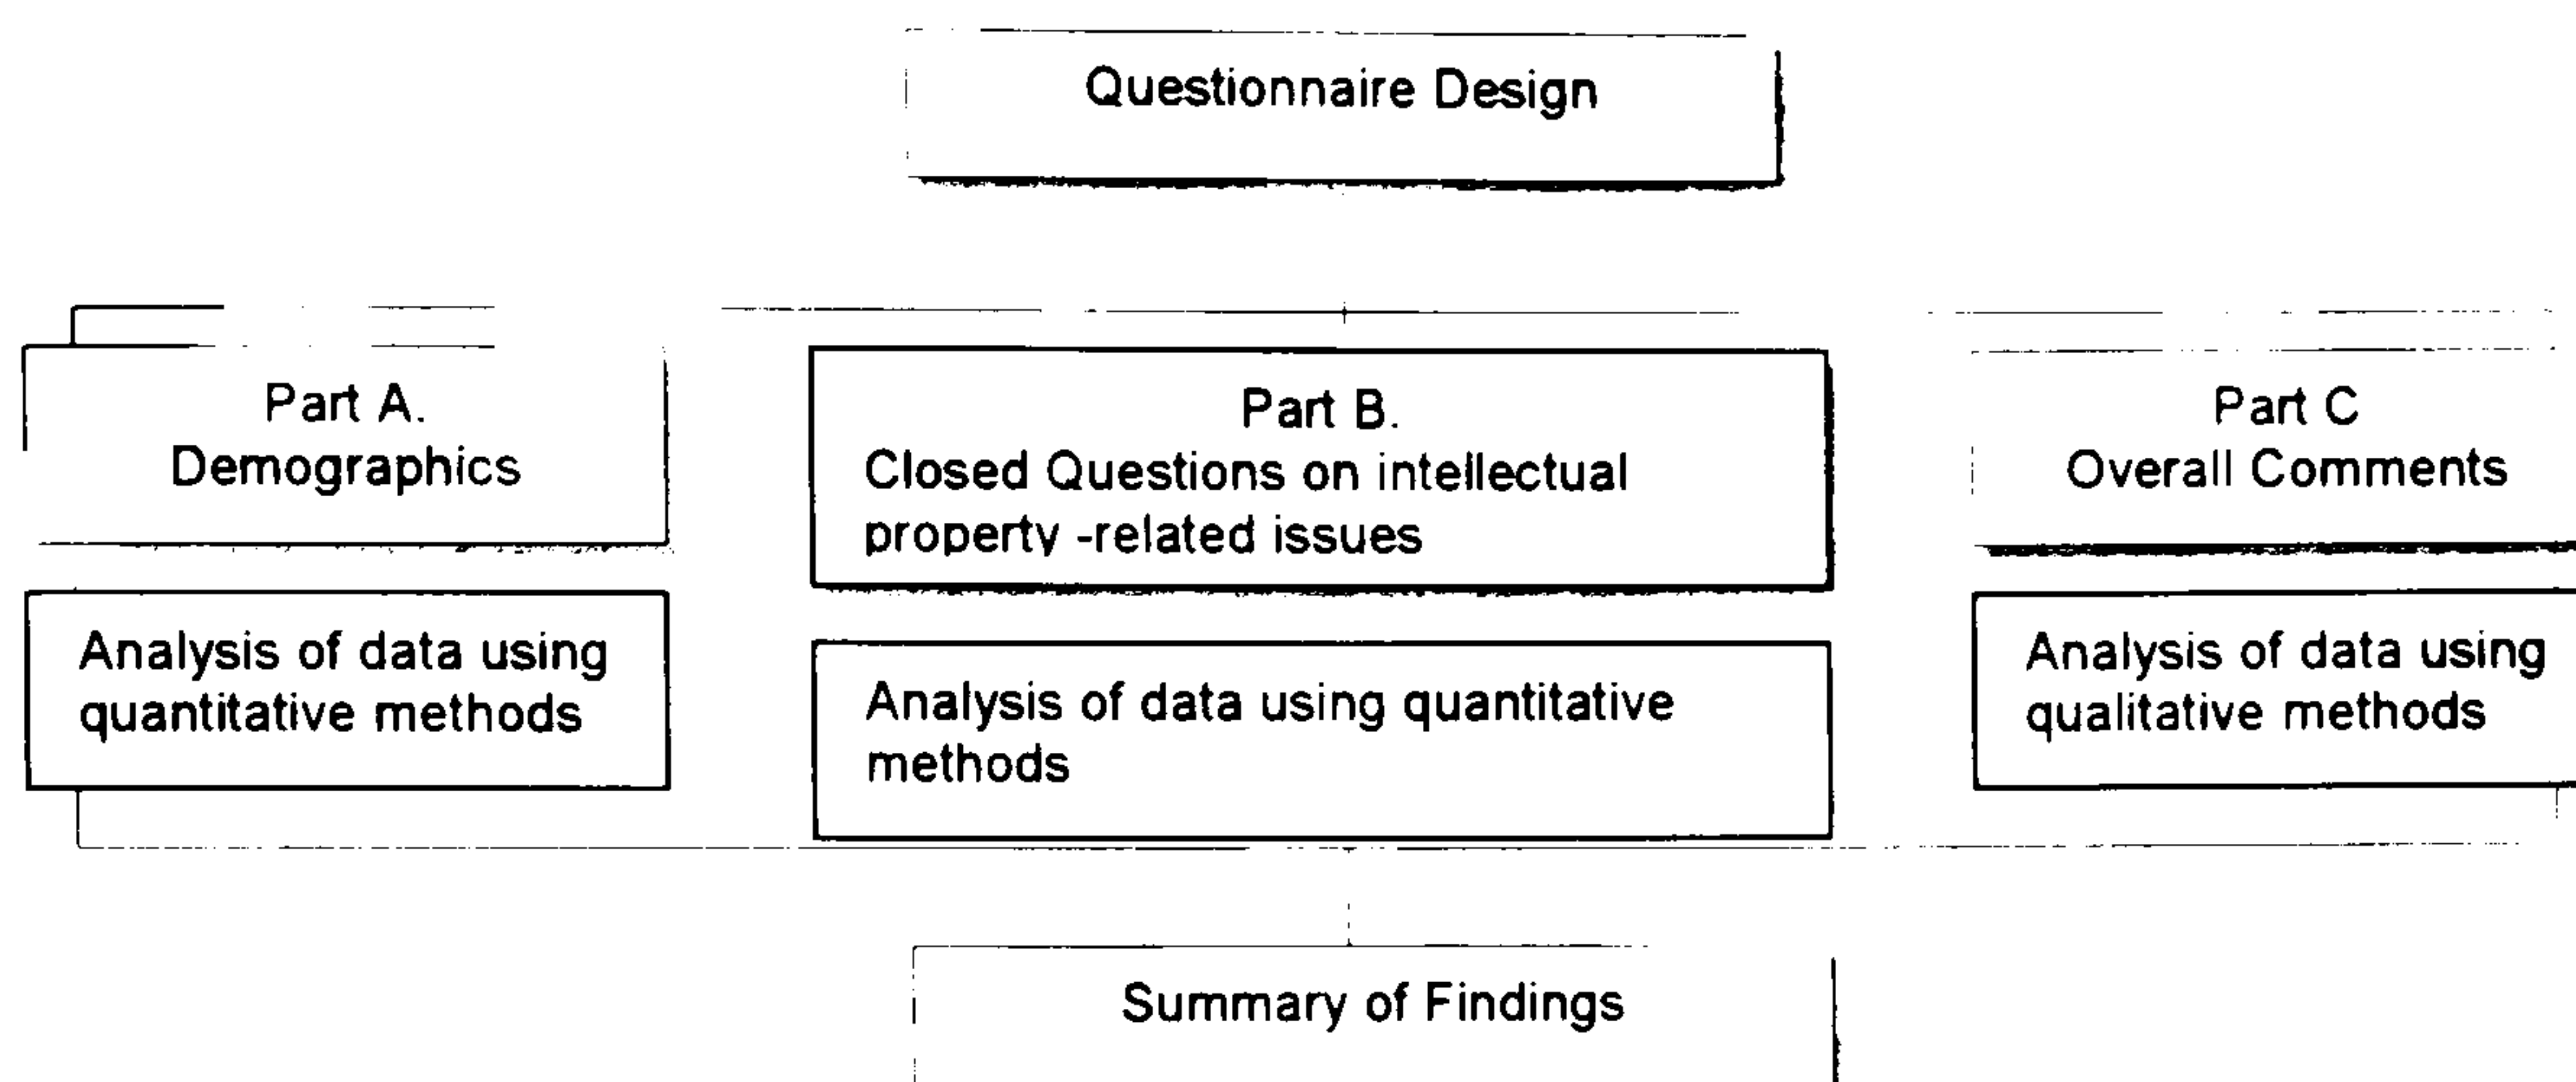 Questionnaire Design
Part A.
Demographics
Part B.
Closed Questions on intellectual
property -related issues
Part C
Overall Comments
Analysis of data using
quantitative methods
Analysis of data using quantitative
methods
Analysis of data using
qualitative methods
Summary of Findings